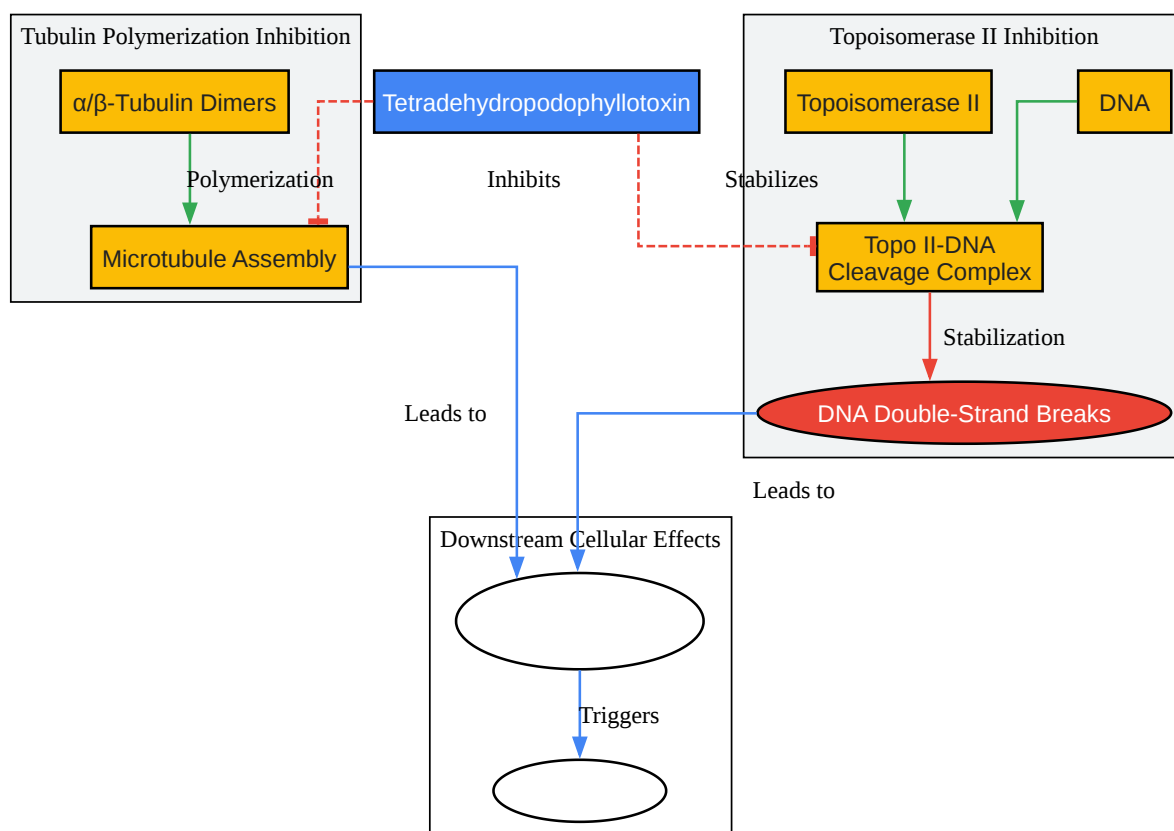 Tubulin Polymerization Inhibition
Topoisomerase II Inhibition
α/β-Tubulin Dimers
Tetradehydropodophyllotoxin
Topoisomerase II
DNA
Polymerization
Inhibits
Stabilizes
Microtubule Assembly
Topo II-DNA
Cleavage Complex
Stabilization
Leads to
DNA Double-Strand Breaks
Leads to
Downstream Cellular Effects
Triggers